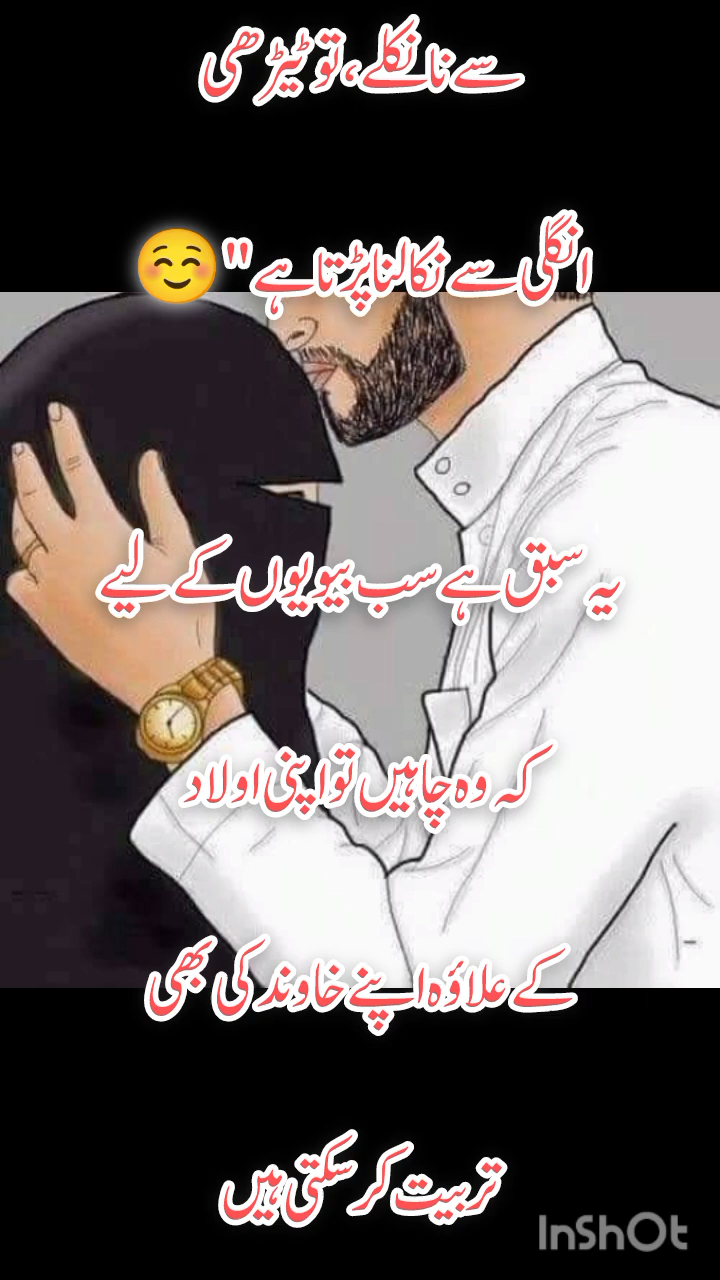 سے نا نکلے، تو ٹیڑھی
انگلی سے نکالنا پڑتا ہے "☺️
یہ سبق ہے سب بیویوں کے لیے
کہ وہ چاہیں تو اپنی اولاد
کے علاؤہ اپنے خاوند کی بھی
تربیت کر سکتی ہیں
InShOt